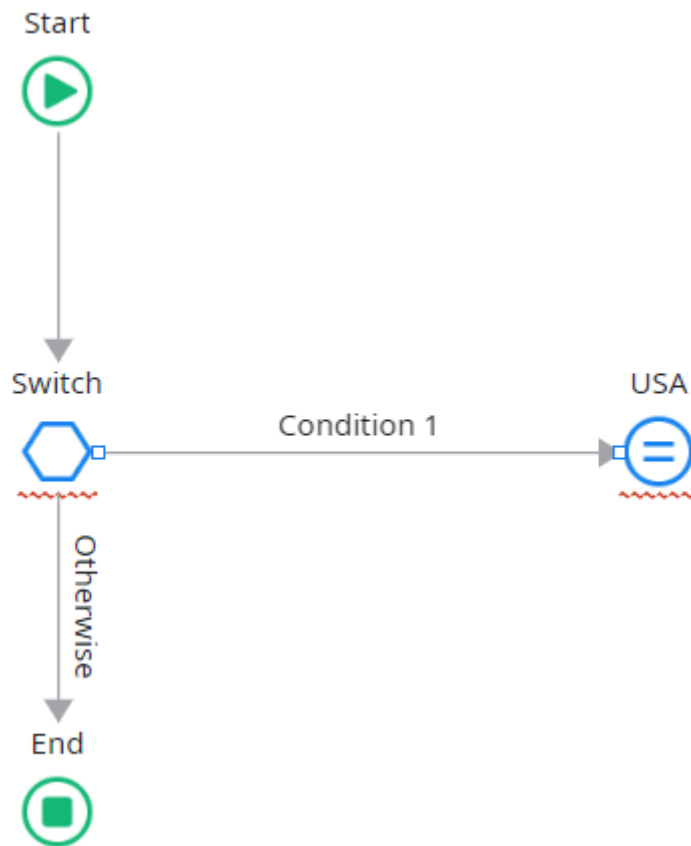 Start
Switch
USA
Condition 1
Otherwise
End